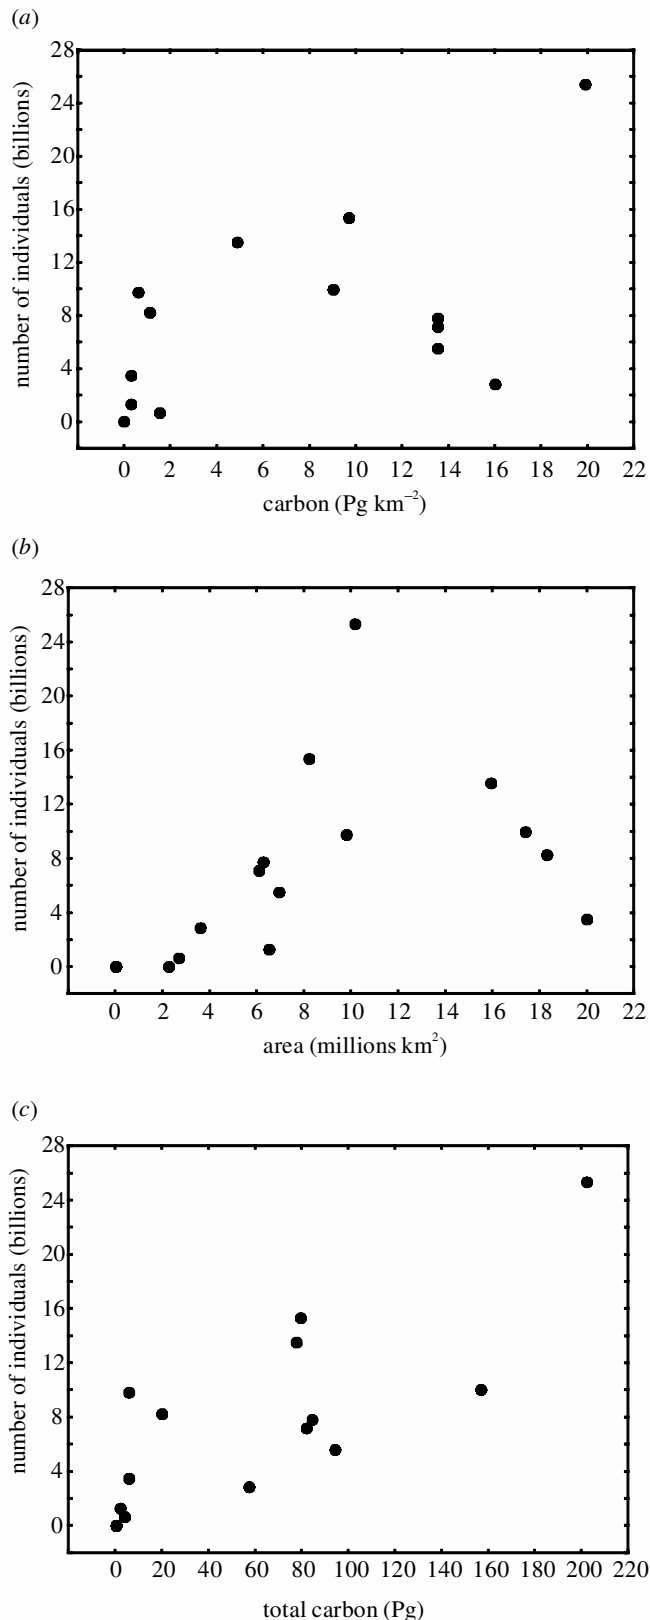 (a)
28
24
20
16
12
8
4
0
number of individuals (billions)
0 2 4 6 8 10 12 14 16 18 20 22
carbon (Pg km⁻²)
(b)
28
24
20
16
12
8
4
0
number of individuals (billions)
0 2 4 6 8 10 12 14 16 18 20 22
area (millions km²)
(c)
28
24
20
16
12
8
4
0
number of individuals (billions)
0 20 40 60 80 100 120 140 160 180 200 220
total carbon (Pg)